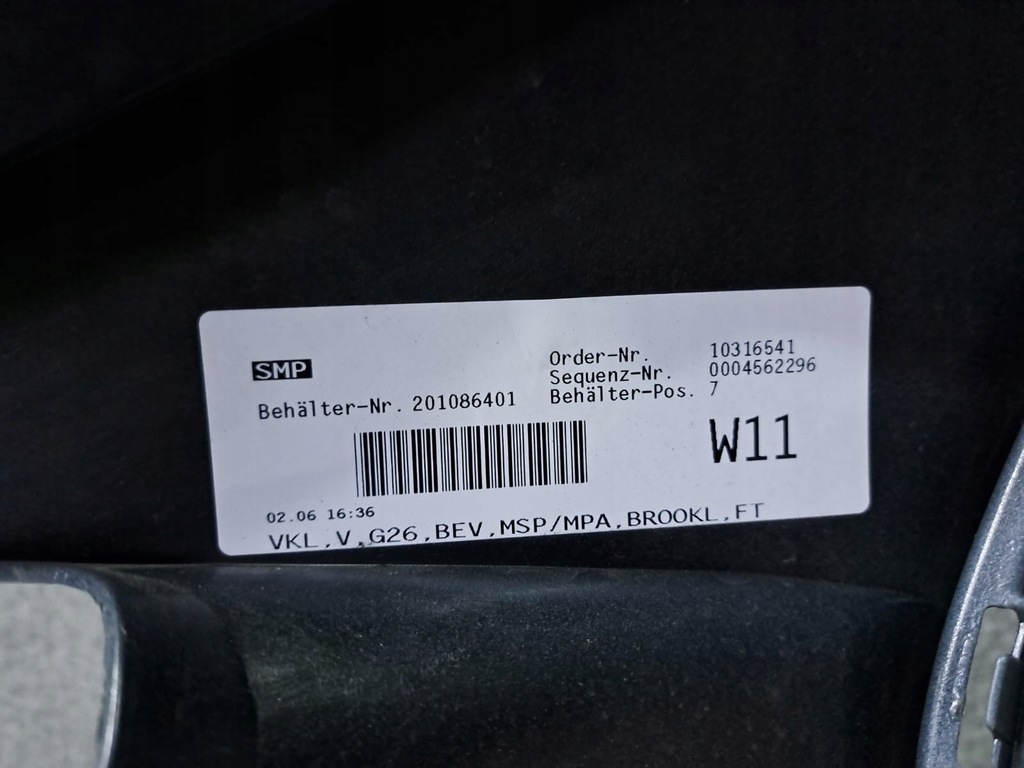 SMP
Behälter-Nr. 201086401
Order-Nr. 10316541
Sequenz-Nr. 0004562296
Behälter-Pos. 7
W11
02.06 16:36
VKL,V,G26,BEV,MSP/MPA,BROOKL,FT